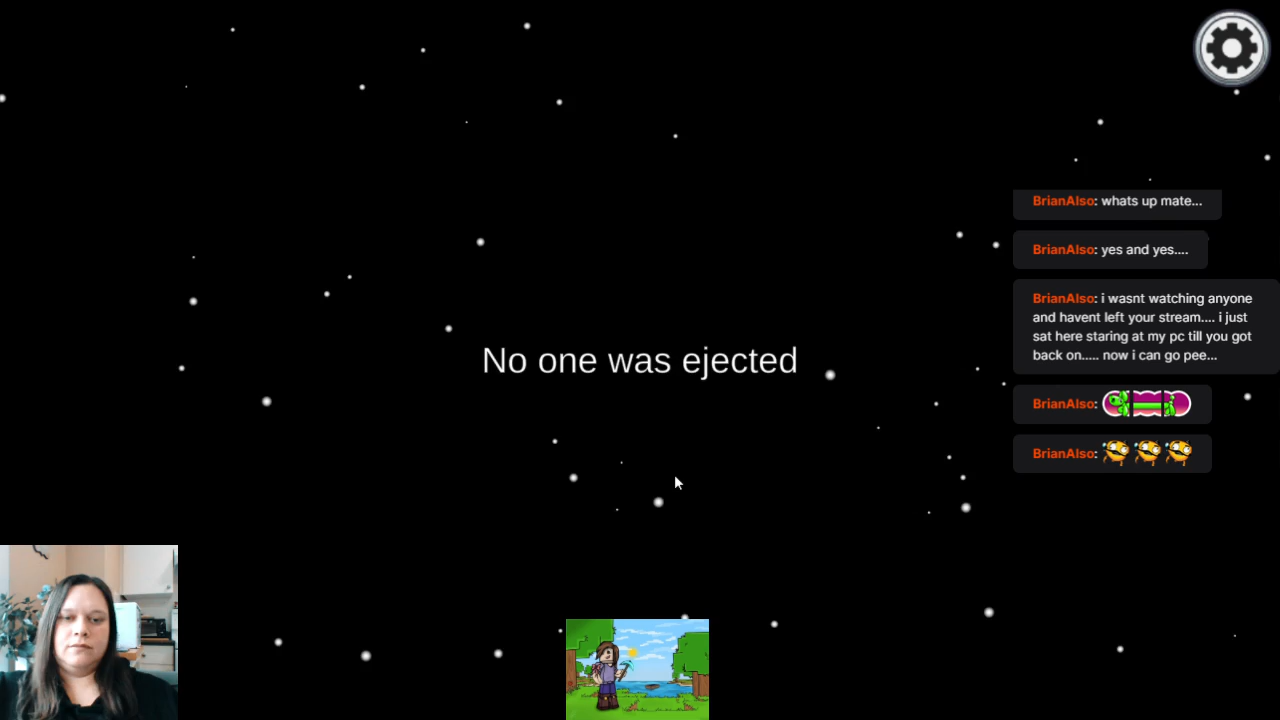 BrianAlso: whats up mate...
BrianAlso: yes and yes....
BrianAlso: i wasnt watching anyone
and havent left your stream.... i just
sat here staring at my pc till you got
back on..... now i can go pee...
No one was ejected
BrianAlso:
BrianAlso: